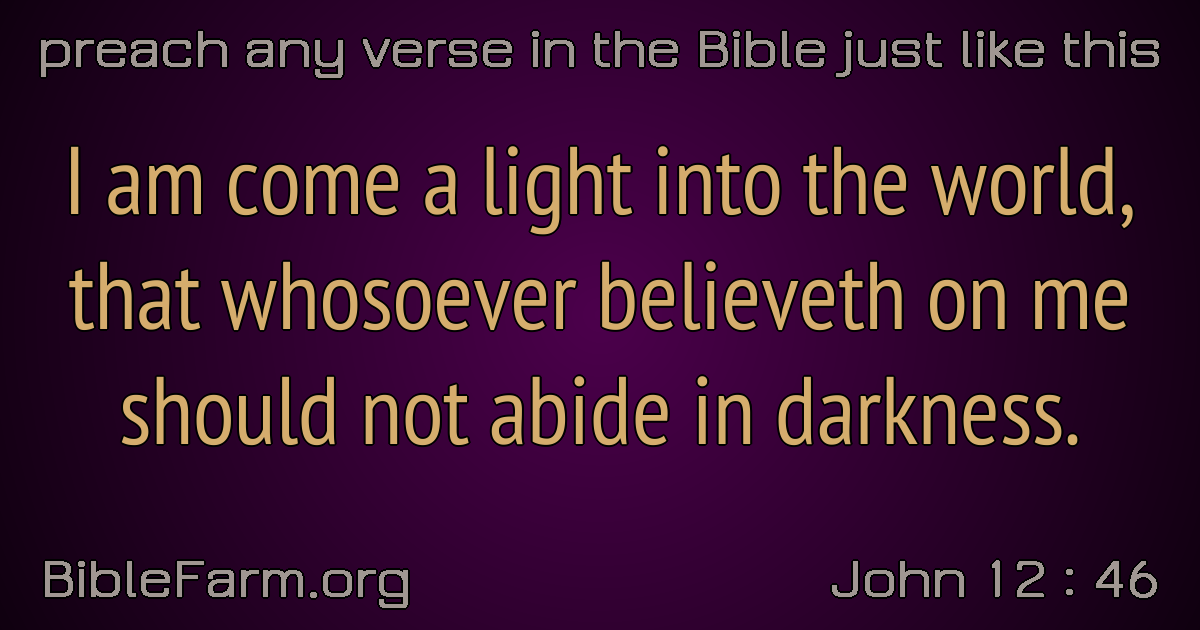 preach any verse in the Bible just like this
I am come a light into the world,
that whosoever believeth on me
should not abide in darkness.
BibleFarm.org
John 12 : 46